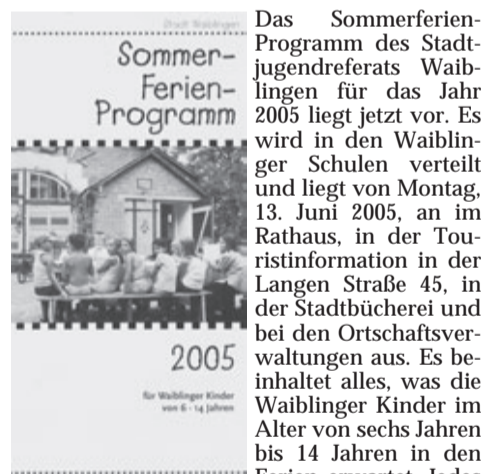 Stadt Waiblingen
Sommer-
Ferien-
Programm
2005
für Waiblinger Kinder
von 6 - 14 Jahren
Das Sommerferien-
Programm des Stadt-
jugendreferats Waib-
lingen für das Jahr
2005 liegt jetzt vor. Es
wird in den Waiblin-
ger Schulen verteilt
und liegt von Montag,
13. Juni 2005, an im
Rathaus, in der Tou-
ristinformation in der
Langen Straße 45, in
der Stadtbücherei und
bei den Ortschaftsver-
waltungen aus. Es be-
inhaltet alles, was die
Waiblinger Kinder im
Alter von sechs Jahren
bis 14 Jahren in den